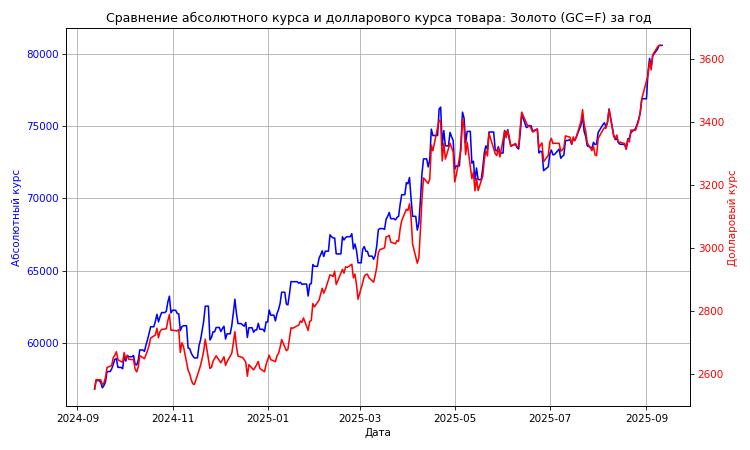 Сравнение абсолютного курса и долларового курса товара: Золото (GC=F) за год
Абсолютный курс
80000
75000
70000
65000
60000
3600
3400
3200
3000
2800
2600
Долларовый курс
2024-09 2024-11 2025-01 2025-03 2025-05 2025-07 2025-09
Дата